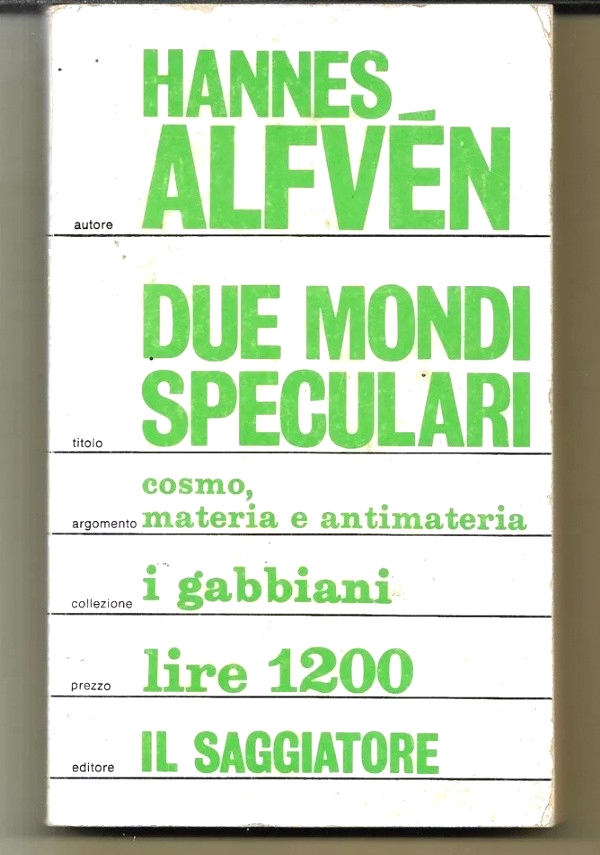 HANNES
autore ALFVÉN
DUE MONDI
titolo SPECULARI
cosmo,
argomento materia e antimateria
collezione i gabbiani
prezzo lire 1200
editore IL SAGGIATORE